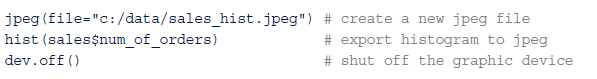 jpeg(file="c:/data/sales_hist.jpeg") # create a new jpeg file
hist(sales$num_of_orders) # export histogram to jpeg
dev.off() # shut off the graphic device